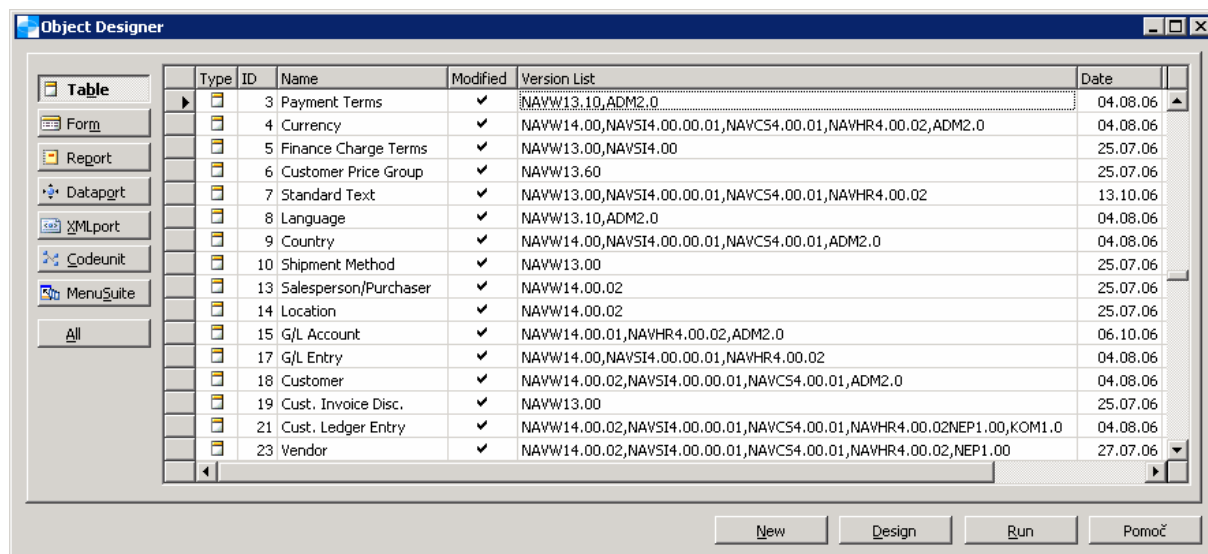 Object Designer
Table
Form
Report
Dataport
XMLport
Codeunit
MenuSuite
All
Type ID Name Modified Version List Date
3 Payment Terms ✔ NAVW13.10,ADM2.0 04.08.06
4 Currency ✔ NAVW14.00,NAVSI4.00.00.01,NAVCS4.00.01,NAVHR4.00.02,ADM2.0 04.08.06
5 Finance Charge Terms ✔ NAVW13.00,NAVSI4.00 25.07.06
6 Customer Price Group ✔ NAVW13.60 25.07.06
7 Standard Text ✔ NAVW13.00,NAVSI4.00.00.01,NAVCS4.00.01,NAVHR4.00.02 13.10.06
8 Language ✔ NAVW13.10,ADM2.0 04.08.06
9 Country ✔ NAVW14.00,NAVSI4.00.00.01,NAVCS4.00.01,ADM2.0 04.08.06
10 Shipment Method ✔ NAVW13.00 25.07.06
13 Salesperson/Purchaser ✔ NAVW14.00.02 25.07.06
14 Location ✔ NAVW14.00.02 25.07.06
15 G/L Account ✔ NAVW14.00.01,NAVHR4.00.02,ADM2.0 06.10.06
17 G/L Entry ✔ NAVW14.00,NAVSI4.00.00.01,NAVHR4.00.02 04.08.06
18 Customer ✔ NAVW14.00.02,NAVSI4.00.00.01,NAVCS4.00.01,ADM2.0 04.08.06
19 Cust. Invoice Disc. ✔ NAVW13.00 25.07.06
21 Cust. Ledger Entry ✔ NAVW14.00.02,NAVSI4.00.00.01,NAVCS4.00.01,NAVHR4.00.02NEP1.00,KOM1.0 04.08.06
23 Vendor ✔ NAVW14.00.02,NAVSI4.00.00.01,NAVCS4.00.01,NAVHR4.00.02,NEP1.00 27.07.06
New Design Run Pomoč